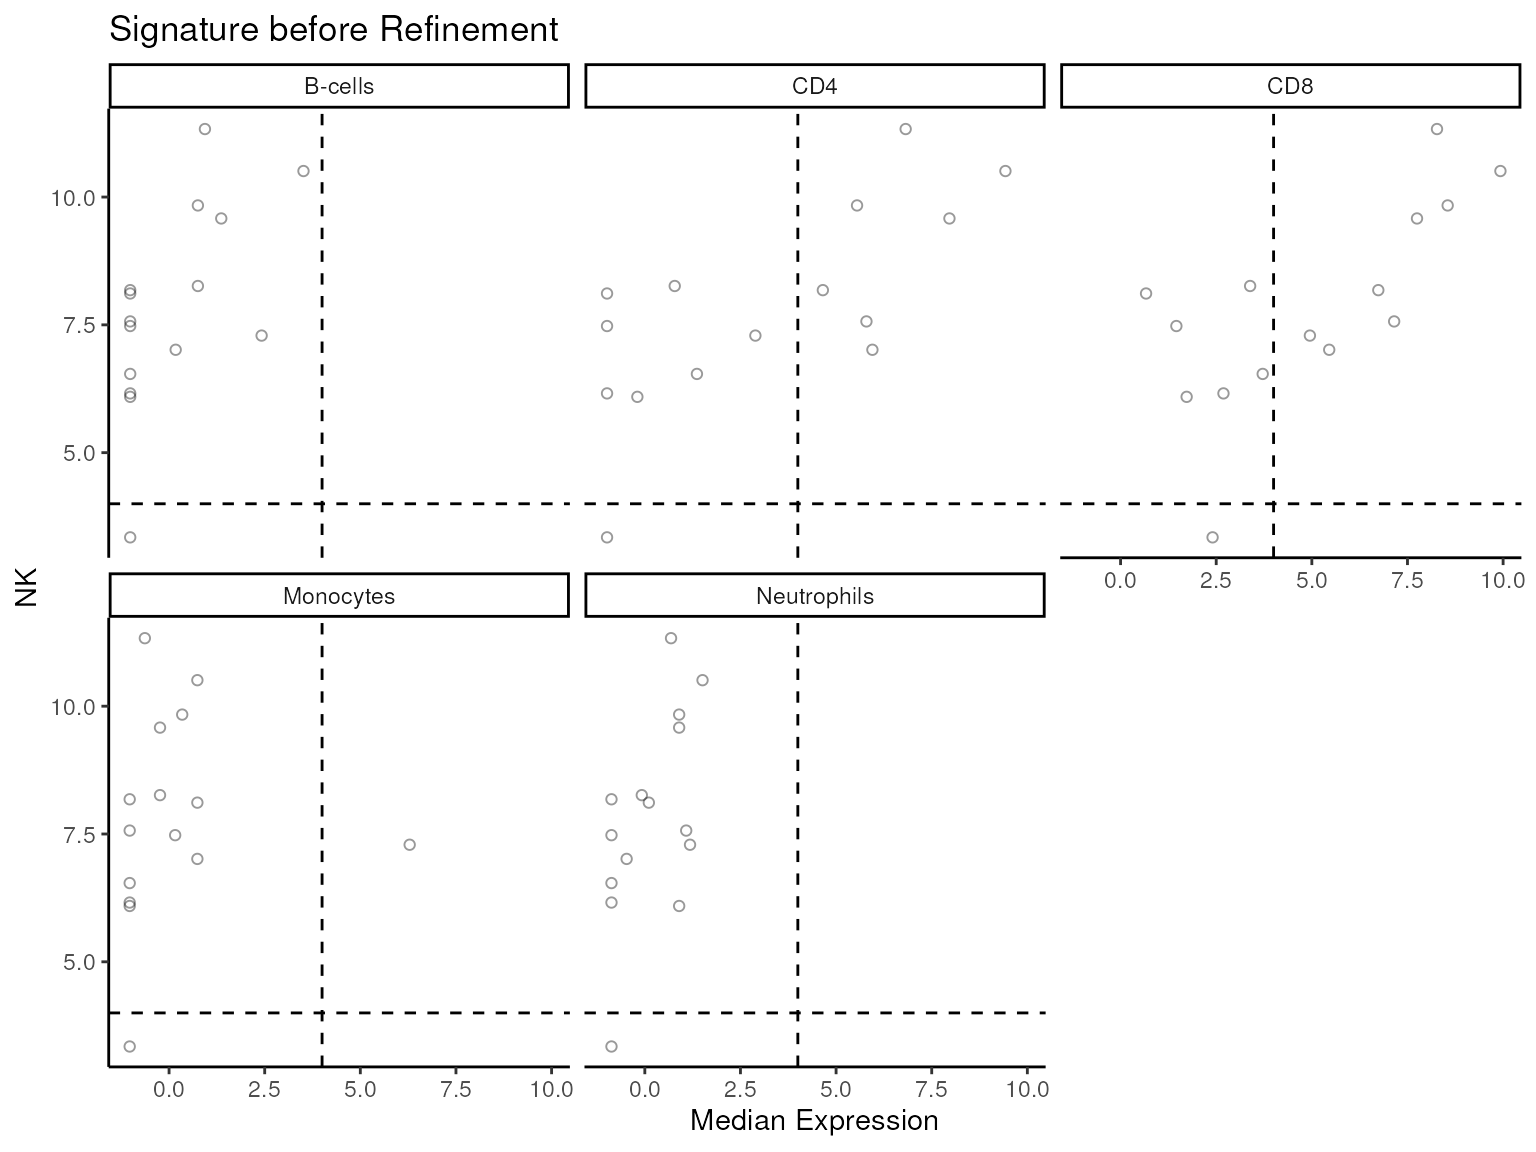 Signature before Refinement
B-cells
CD4
CD8
10.0
7.5
5.0
0.0 2.5 5.0 7.5 10.0
NK
Monocytes
Neutrophils
10.0
7.5
5.0
0.0 2.5 5.0 7.5 10.0
0.0 2.5 5.0 7.5 10.0
Median Expression